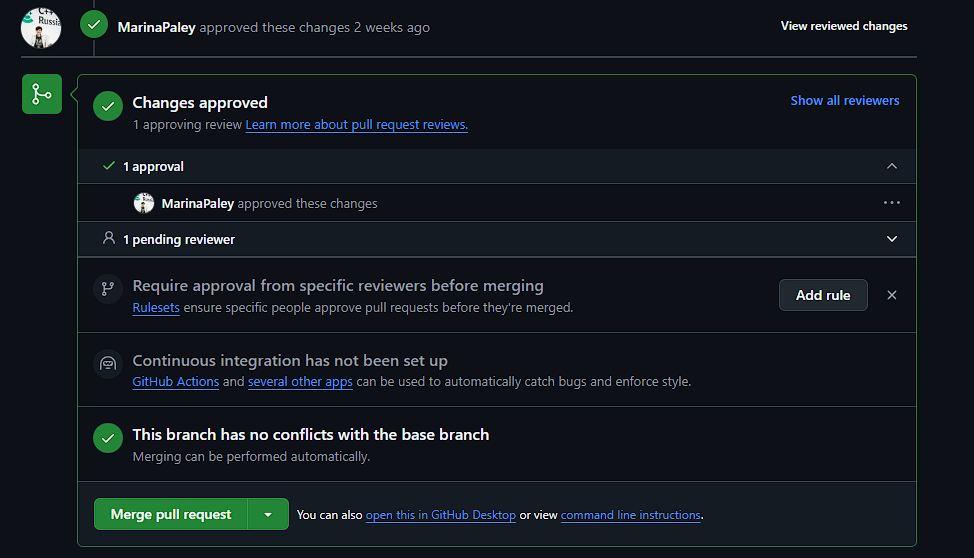 C++
Russia
MarinaPaley approved these changes 2 weeks ago
View reviewed changes
Changes approved
Show all reviewers
1 approving review Learn more about pull request reviews.
1 approval
MarinaPaley approved these changes
1 pending reviewer
Require approval from specific reviewers before merging
Rulesets ensure specific people approve pull requests before they're merged.
Add rule
Continuous integration has not been set up
GitHub Actions and several other apps can be used to automatically catch bugs and enforce style.
This branch has no conflicts with the base branch
Merging can be performed automatically.
Merge pull request
You can also open this in GitHub Desktop or view command line instructions.